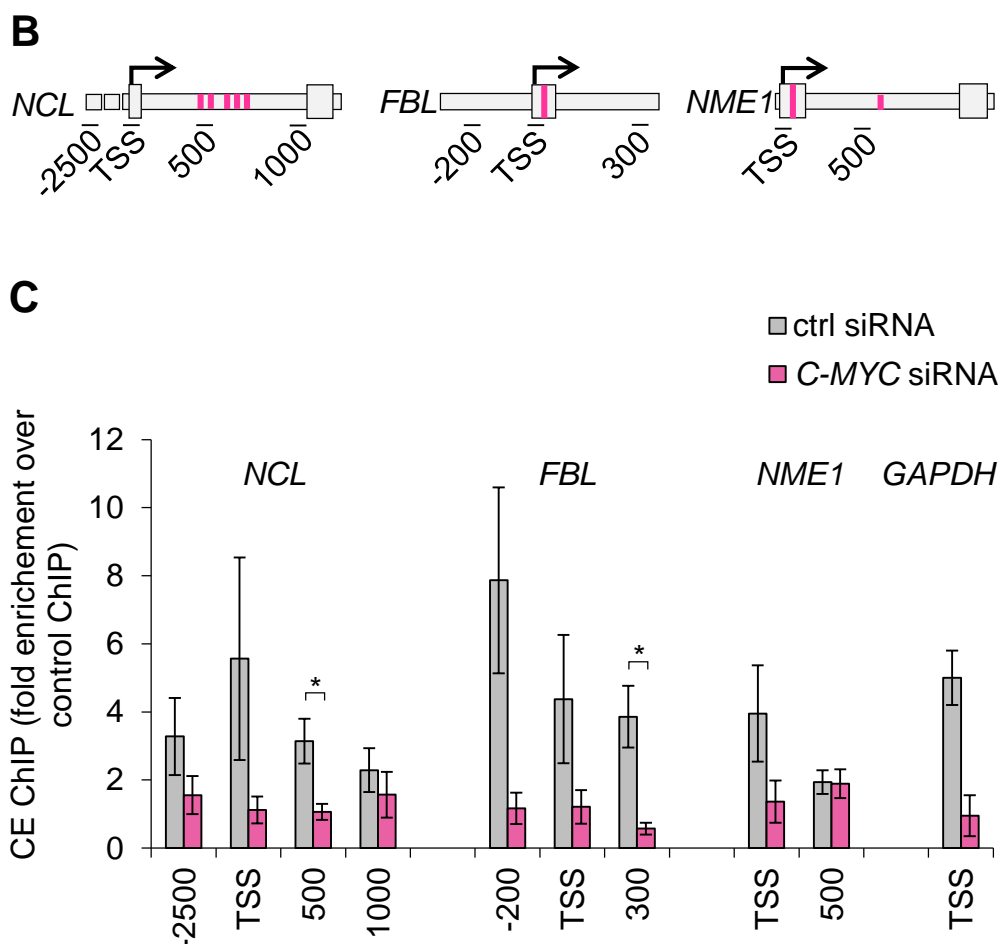 B
NCL
-2500 TSS 500 1000
FBL
-200 TSS 300
NME1
TSS 500
C
ctrl siRNA
C-MYC siRNA
CE ChIP (fold enrichement over
control ChIP)
12
10
8
6
4
2
0
NCL FBL NME1 GAPDH
*
*
-2500 TSS 500 1000 -200 TSS 300 TSS 500 TSS